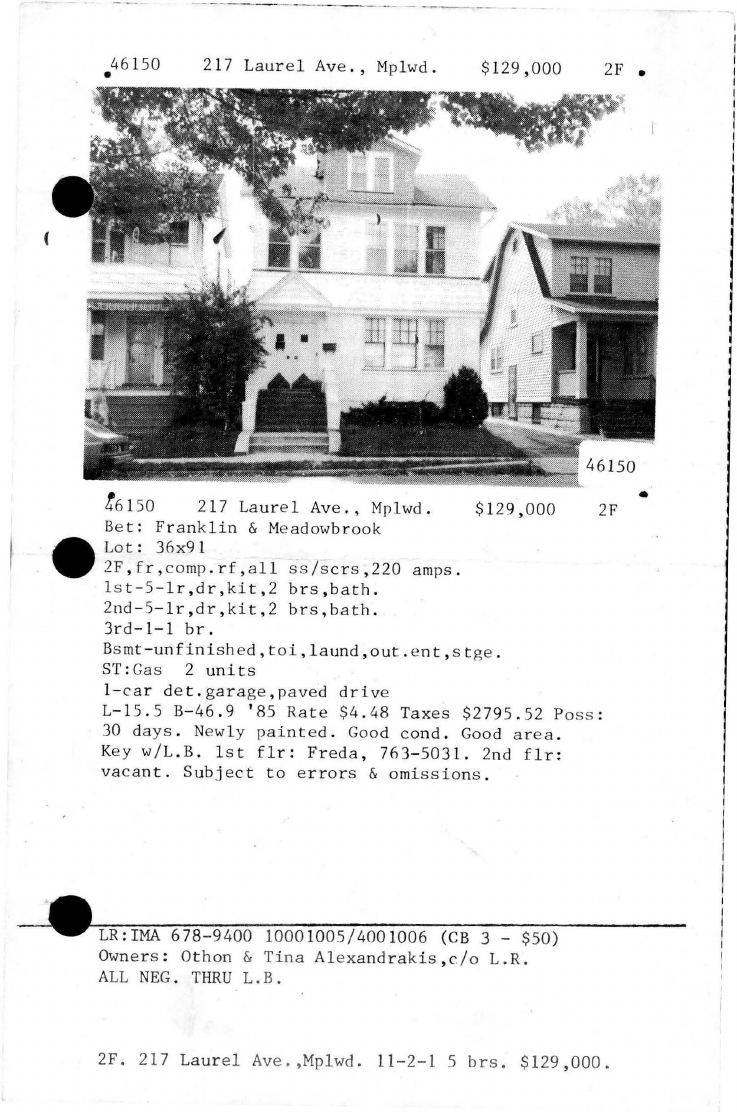 46150 217 Laurel Ave., Mplwd. $129,000 2F
46150
46150 217 Laurel Ave., Mplwd. $129,000 2F
Bet: Franklin & Meadowbrook
Lot: 36x91
2F,fr,comp.rf,all ss/scrs,220 amps.
1st-5-lr,dr,kit,2 brs,bath.
2nd-5-lr,dr,kit,2 brs,bath.
3rd-1-1 br.
Bsmt-unfinished,toi,laund,out.ent,stge.
ST:Gas 2 units
1-car det.garage,paved drive
L-15.5 B-46.9 '85 Rate $4.48 Taxes $2795.52 Poss:
30 days. Newly painted. Good cond. Good area.
Key w/L.B. 1st flr: Freda, 763-5031. 2nd flr:
vacant. Subject to errors & omissions.
LR:IMA 678-9400 10001005/4001006 (CB 3 - $50)
Owners: Othon & Tina Alexandrakis,c/o L.R.
ALL NEG. THRU L.B.
2F. 217 Laurel Ave.,Mplwd. 11-2-1 5 brs. $129,000.